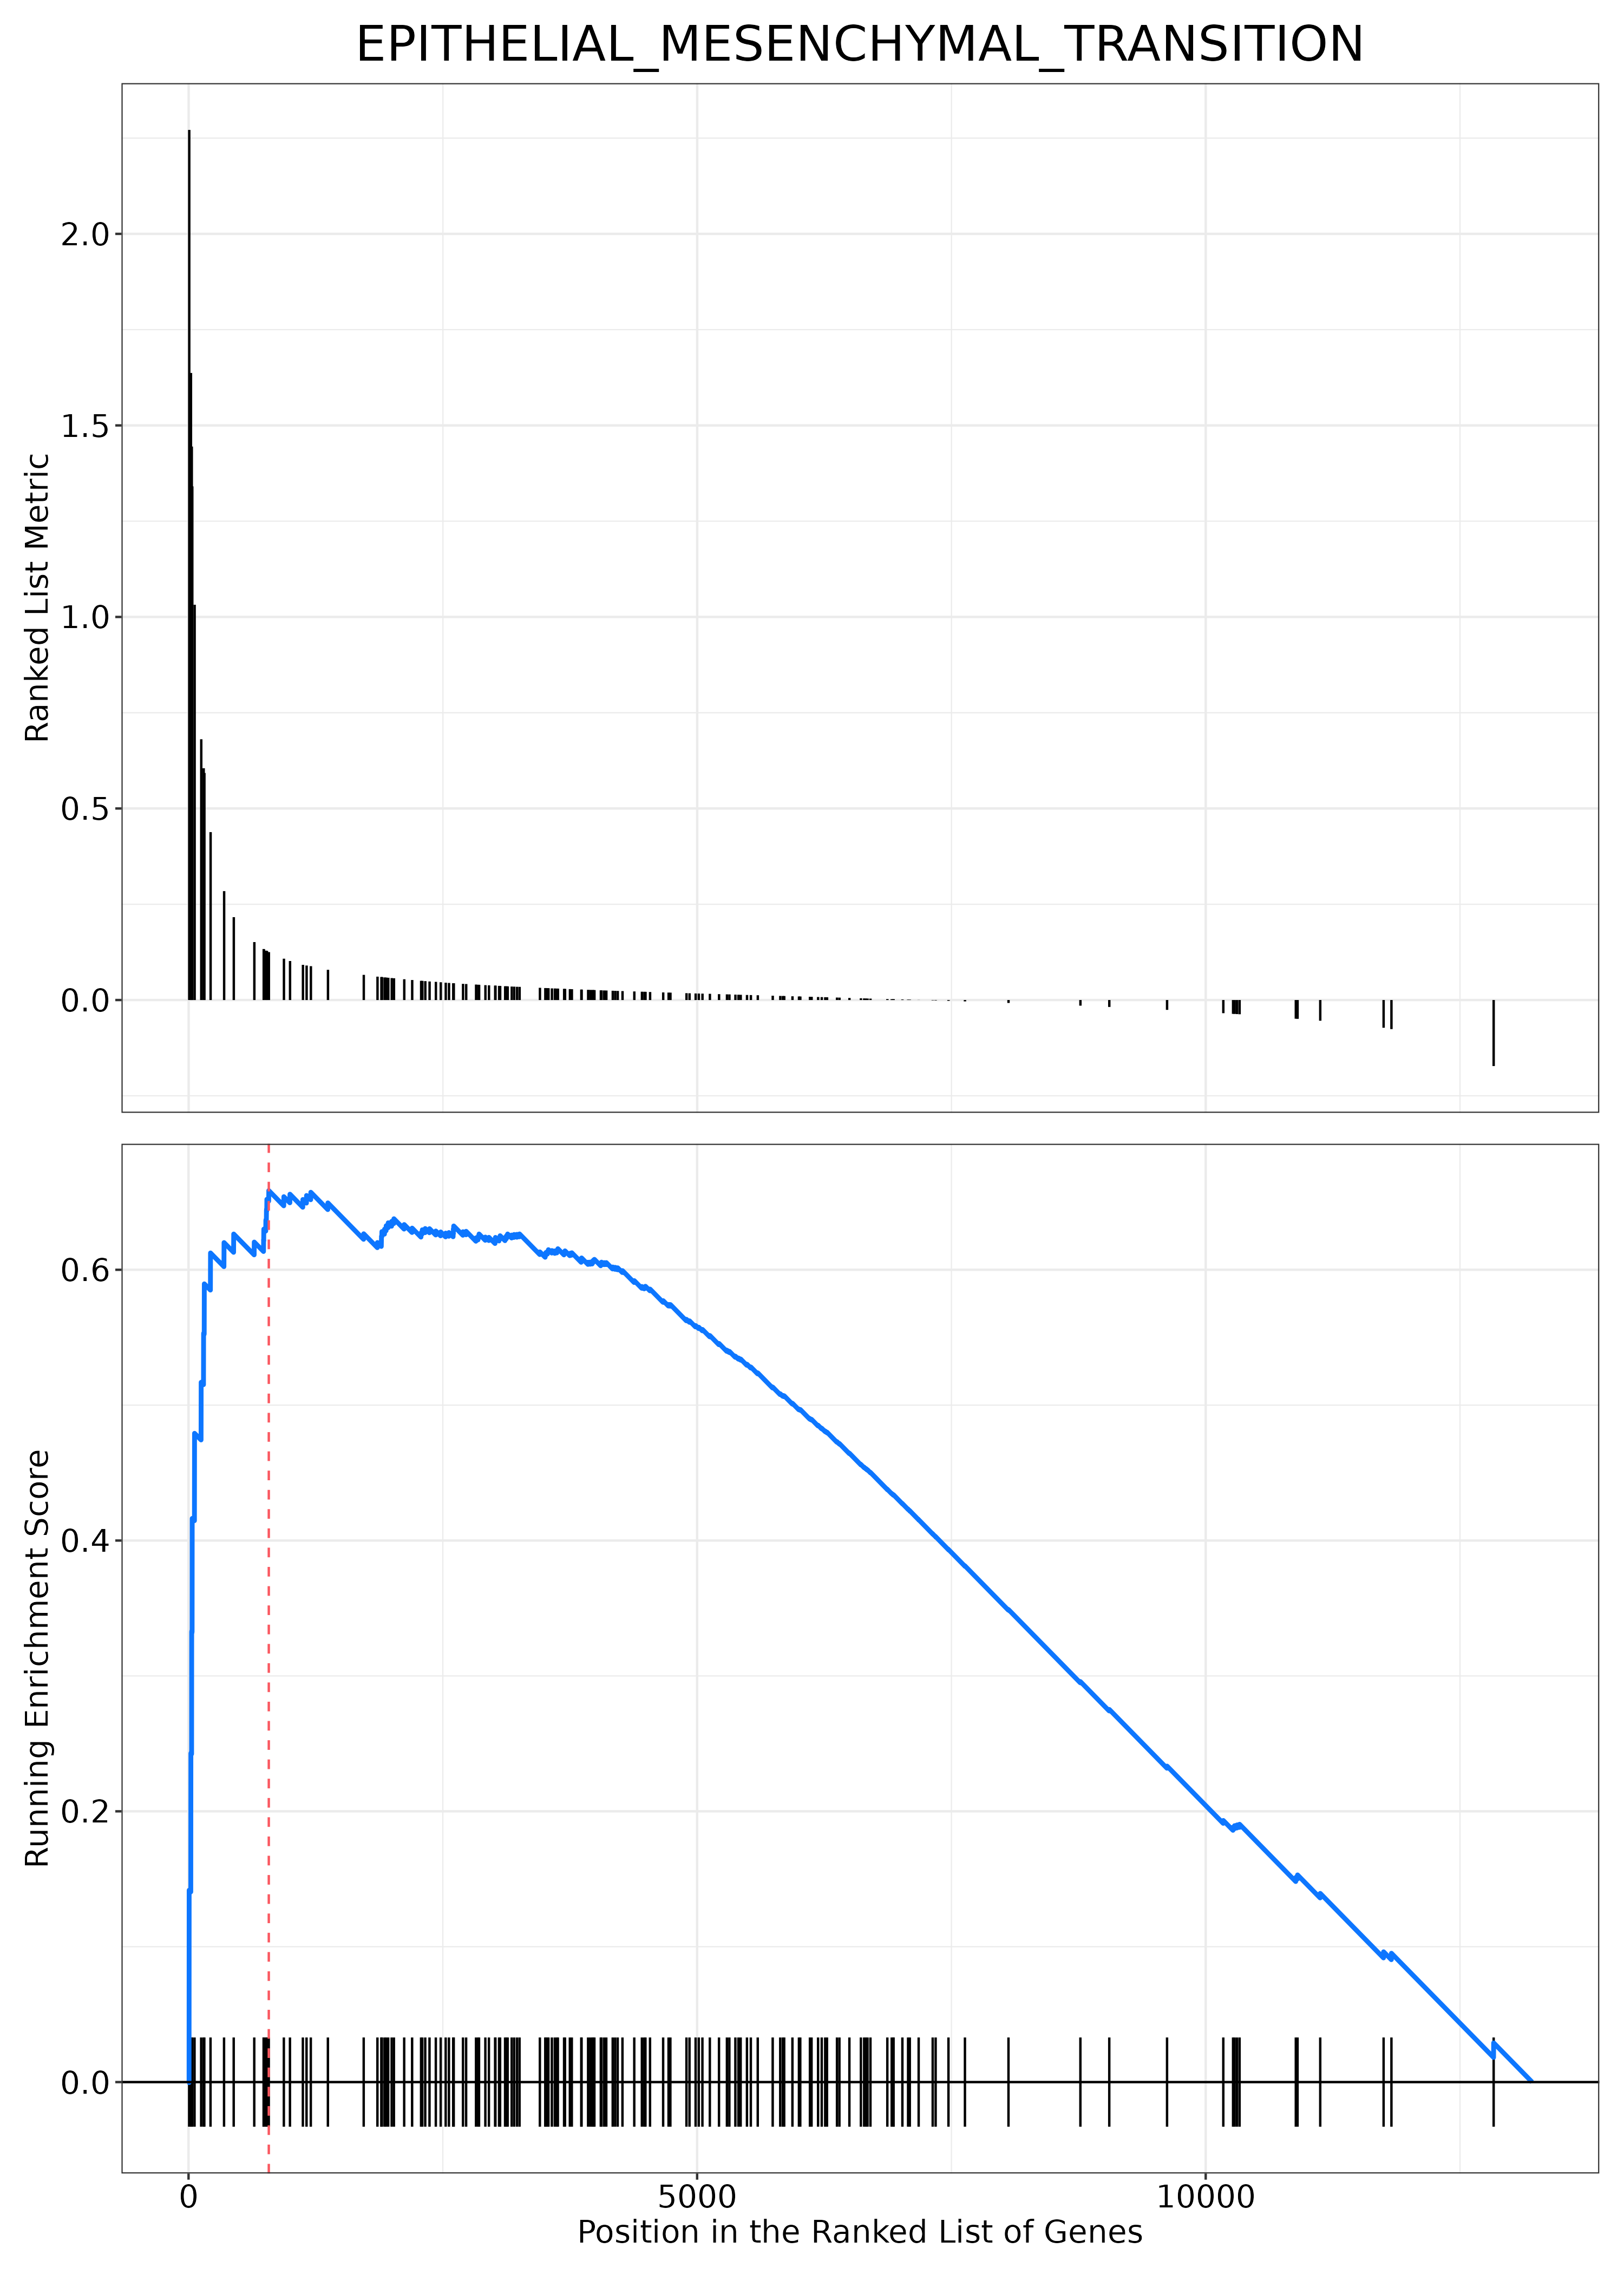 EPITHELIAL_MESENCHYMAL_TRANSITION
Ranked List Metric
2.0
1.5
1.0
0.5
0.0
Running Enrichment Score
0.6
0.4
0.2
0.0
0 5000 10000
Position in the Ranked List of Genes